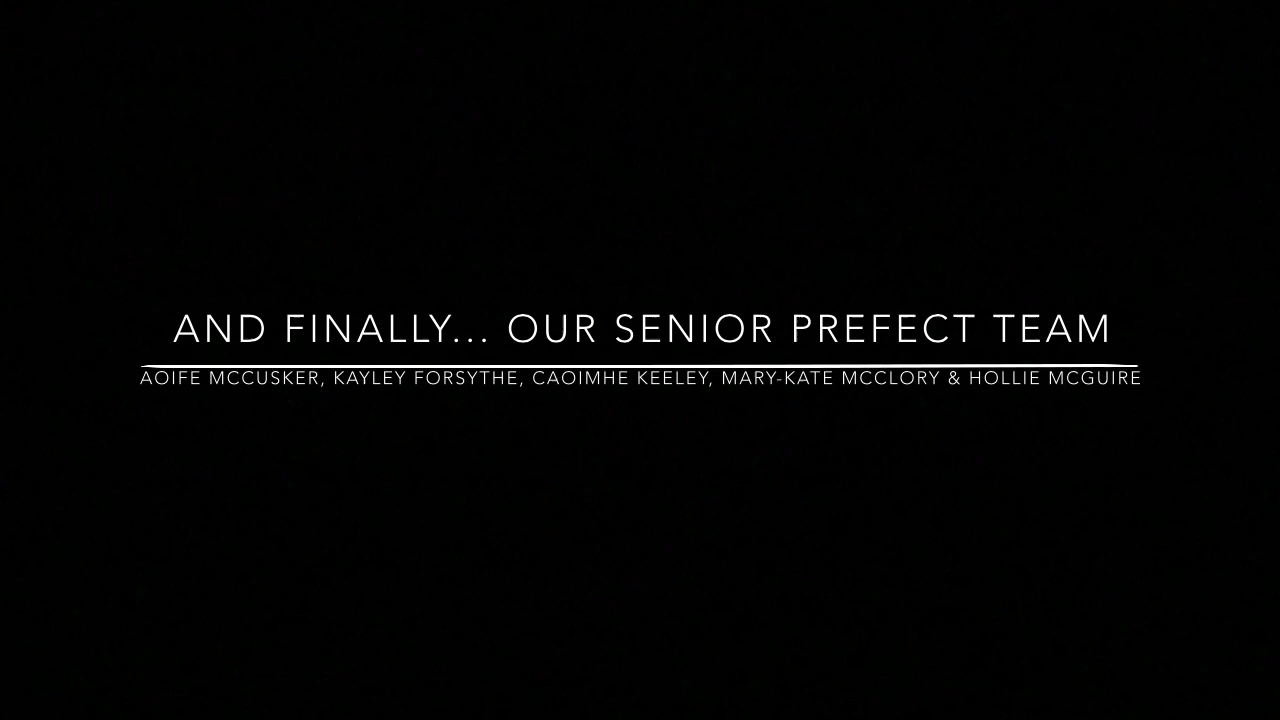 AND FINALLY... OUR SENIOR PREFECT TEAM
AOIFE MCCUSKER, KAYLEY FORSYTHE, CAOIMHE KEELEY, MARY-KATE MCCLORY & HOLLIE MCGUIRE